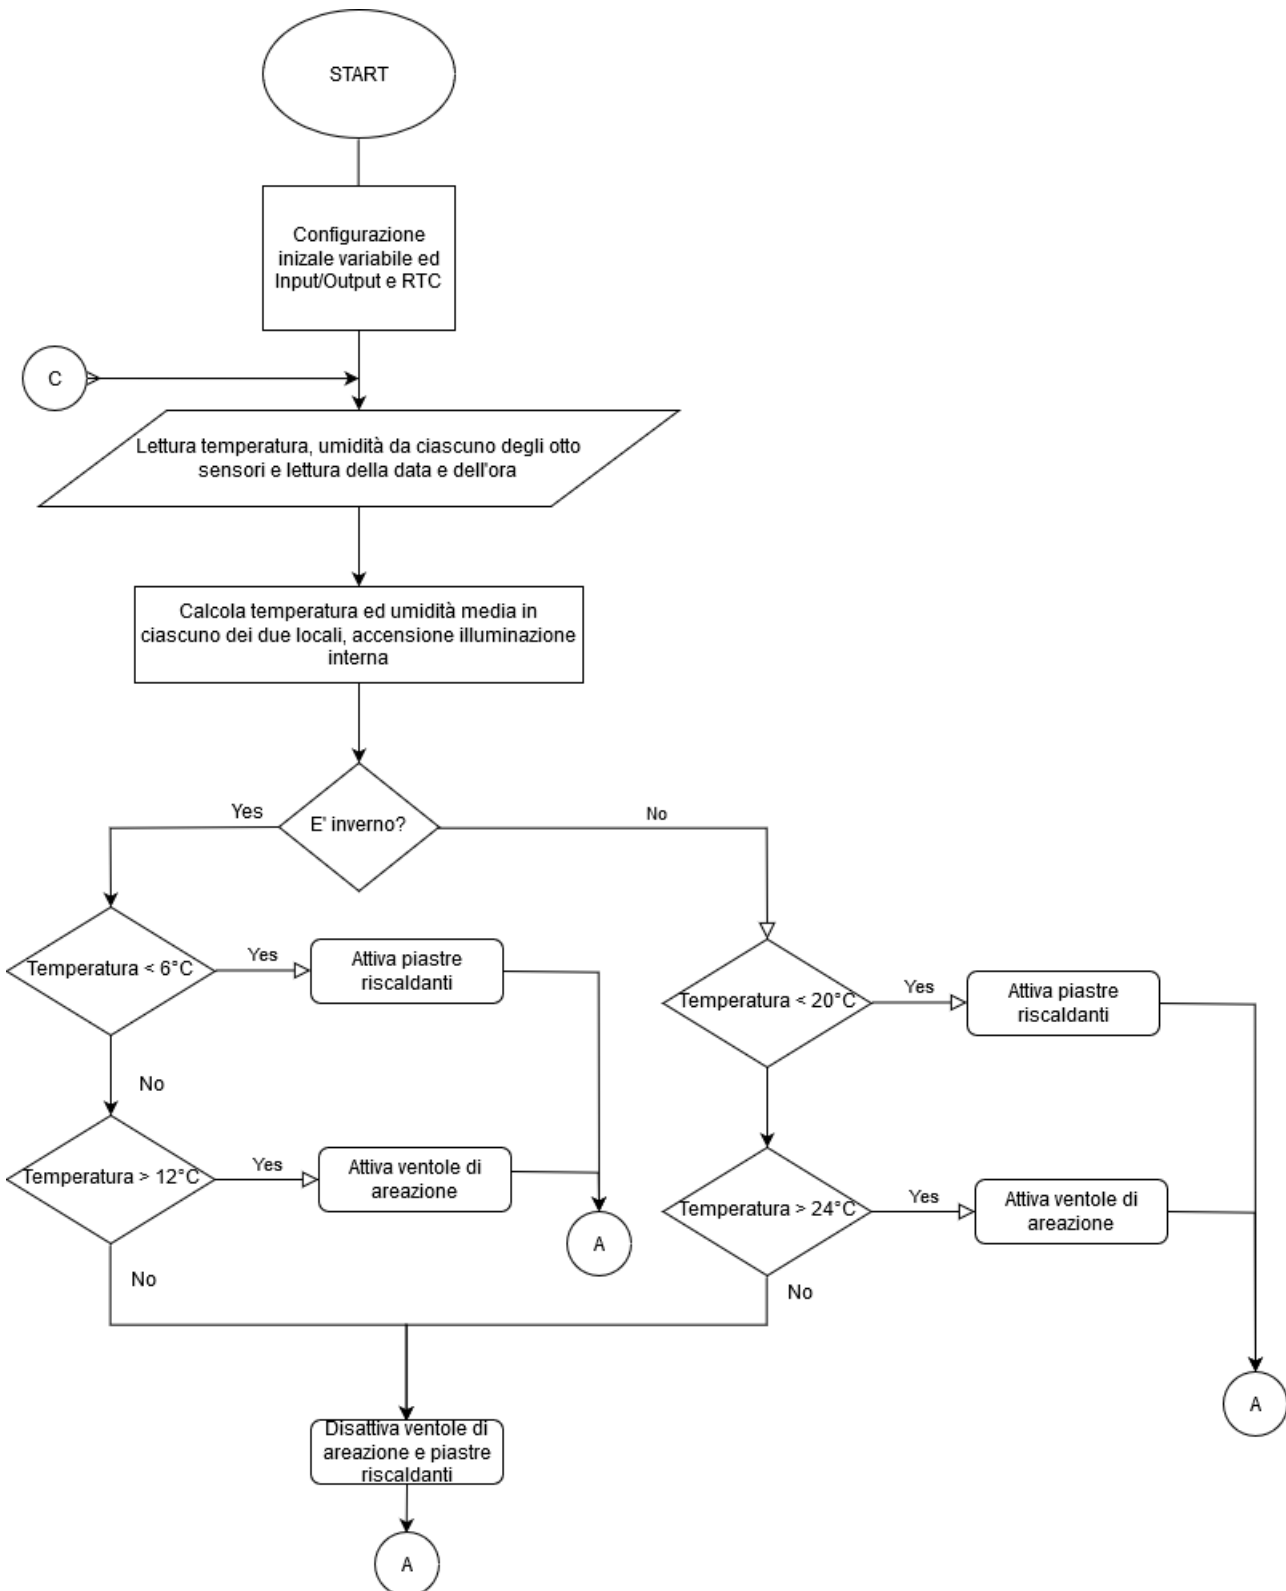 START
Configurazione
inizale variabile ed
Input/Output e RTC
C
Lettura temperatura, umidità da ciascuno degli otto
sensori e lettura della data e dell'ora
Calcola temperatura ed umidità media in
ciascuno dei due locali, accensione illuminazione
interna
Yes
E' inverno?
No
Temperatura < 6°C
Yes
Attiva piastre
riscaldanti
Temperatura < 20°C
Yes
Attiva piastre
riscaldanti
No
Temperatura > 12°C
Yes
Attiva ventole di
areazione
Temperatura > 24°C
Yes
Attiva ventole di
areazione
A
No
No
A
Disattiva ventole di
areazione e piastre
riscaldanti
A